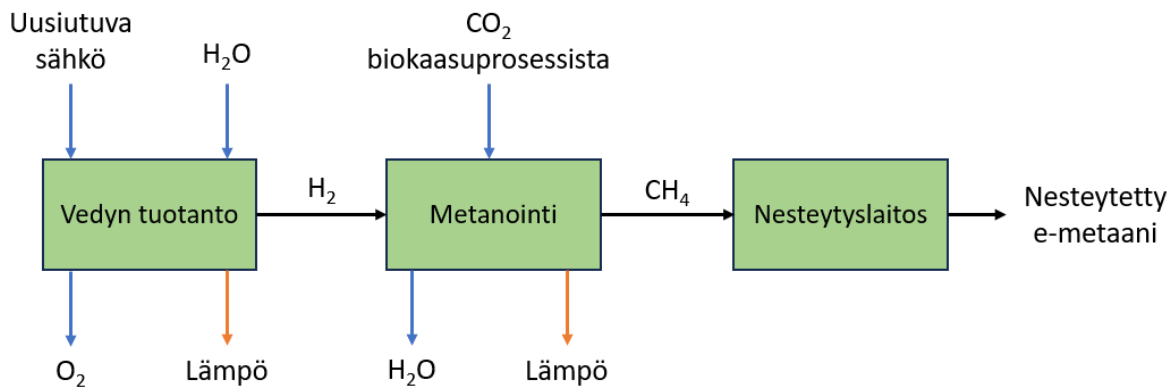 Uusiutuva
sähkö
H₂O
CO₂
biokaasuprosessista
Vedyn tuotanto
H₂
Metanointi
CH₄
Nesteytyslaitos
Nesteytetty
e-metaani
O₂
Lämpö
H₂O
Lämpö